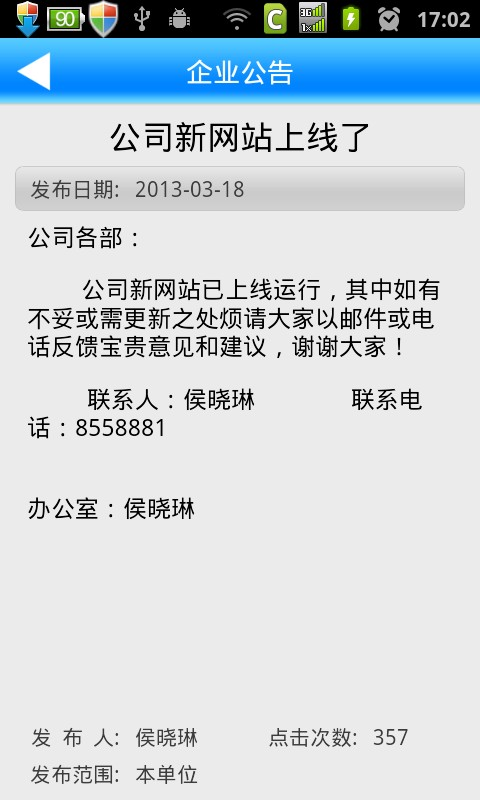 90 C 3G 1X 17:02
企业公告
公司新网站上线了
发布日期: 2013-03-18
公司各部：
公司新网站已上线运行，其中如有
不妥或需更新之处烦请大家以邮件或电
话反馈宝贵意见和建议，谢谢大家！
联系人：侯晓琳 联系电
话：8558881
办公室：侯晓琳
发 布 人: 侯晓琳 点击次数: 357
发布范围: 本单位